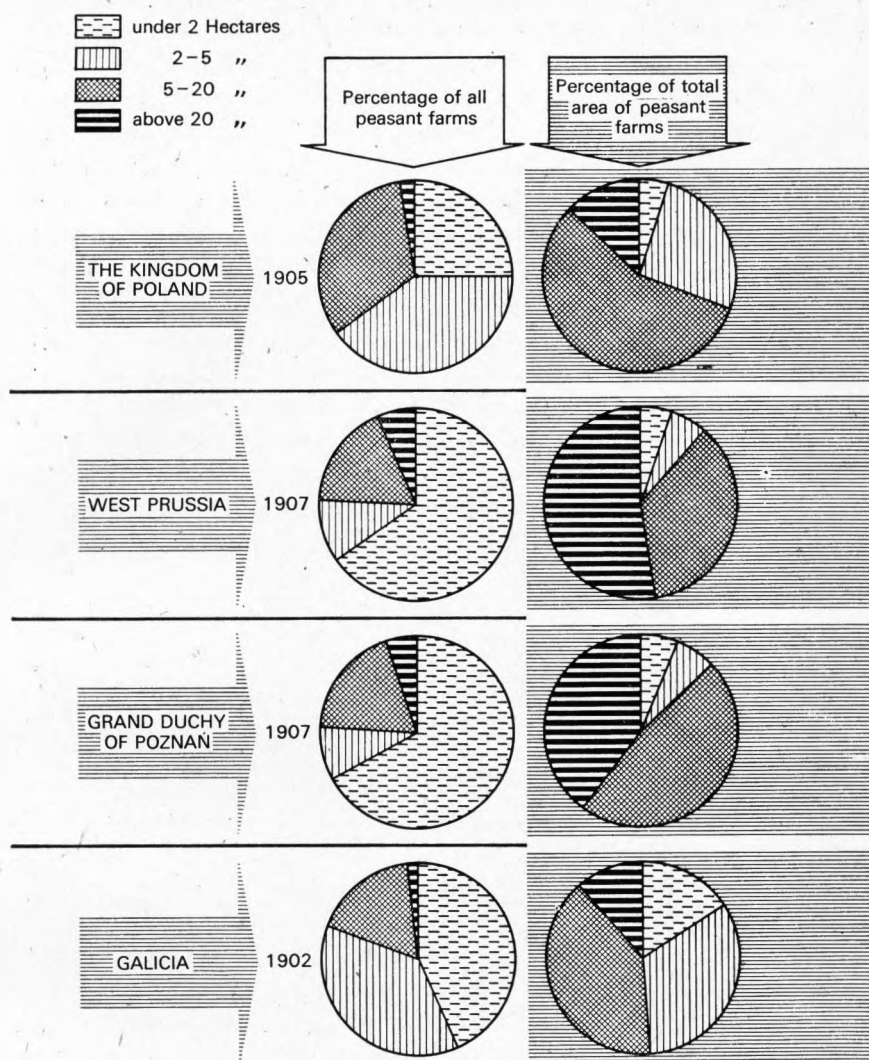 under 2 Hectares
2–5 „
5–20 „
above 20 „
Percentage of all
peasant farms
Percentage of total
area of peasant
farms
THE KINGDOM
OF POLAND
1905
WEST PRUSSIA
1907
GRAND DUCHY
OF POZNAŃ
1907
GALICIA
1902